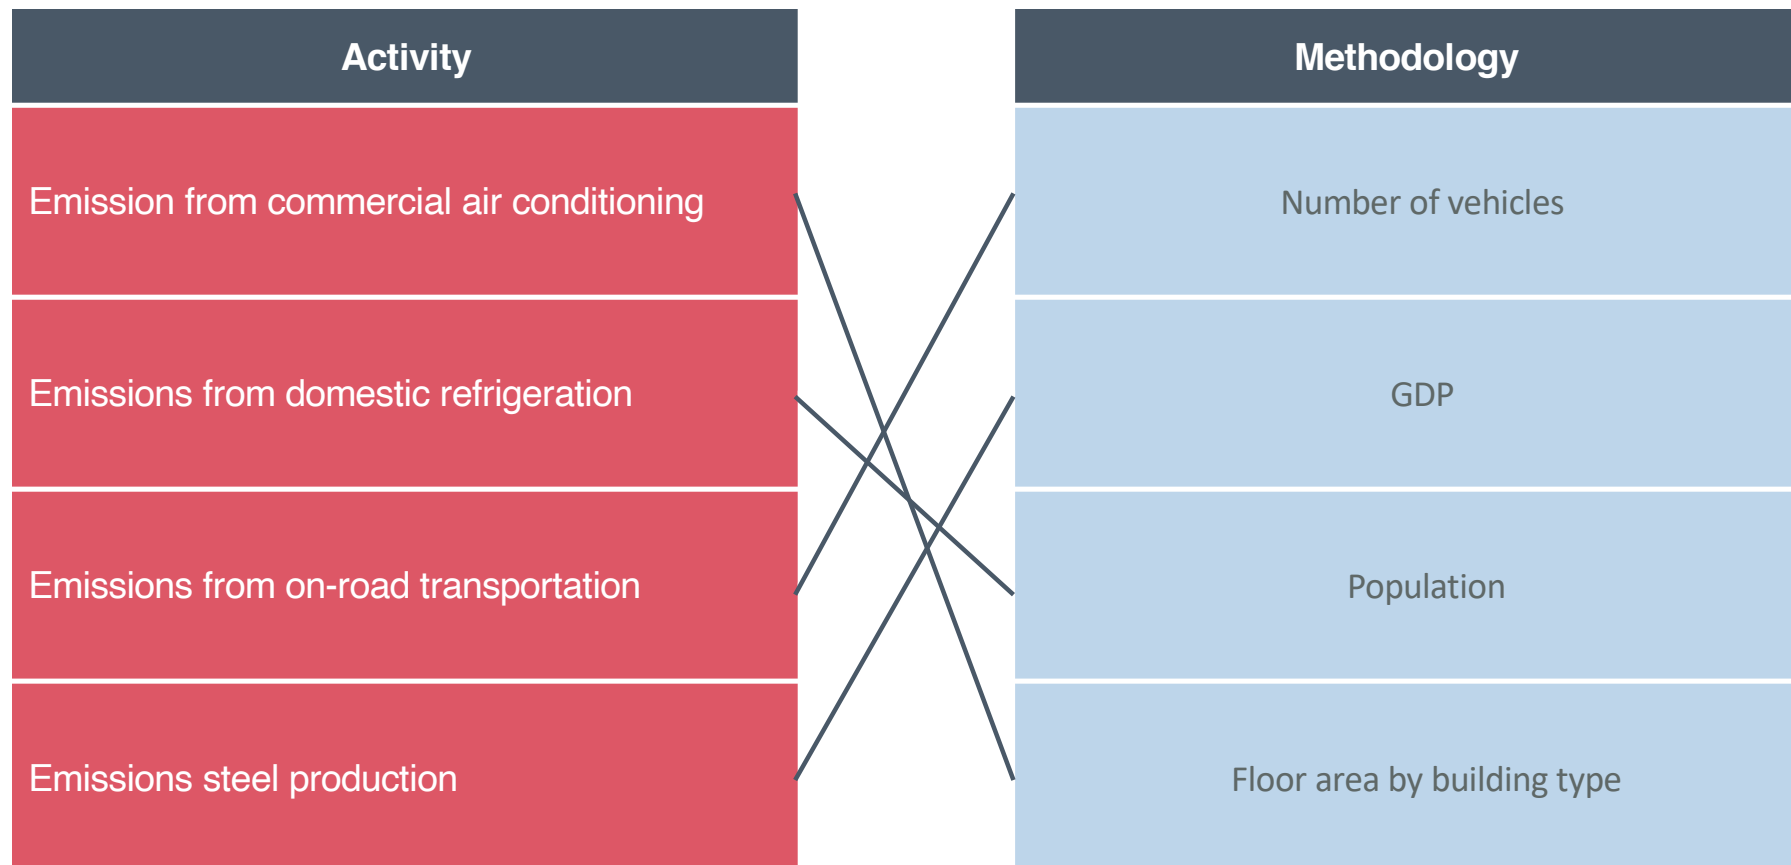 Activity
Methodology
Emission from commercial air conditioning
Number of vehicles
Emissions from domestic refrigeration
GDP
Emissions from on-road transportation
Population
Emissions steel production
Floor area by building type